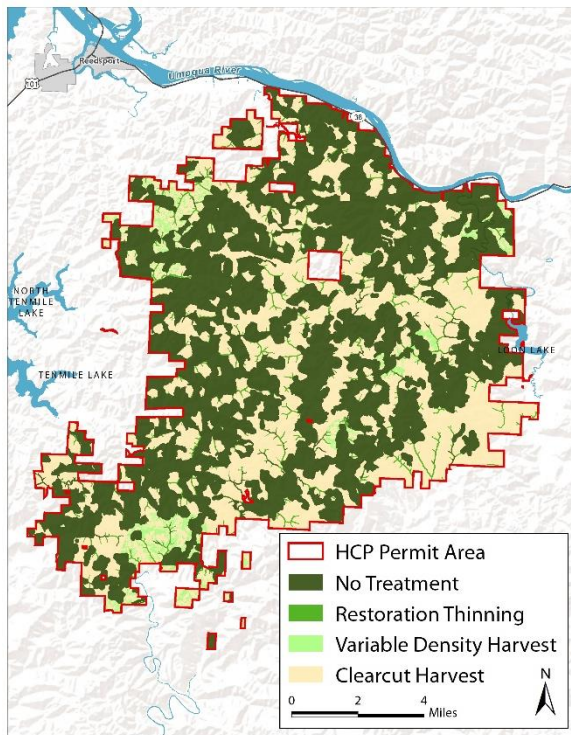 Reedsport
101
Umpqua River
38
NORTH
TENMILE
LAKE
TENMILE LAKE
LOON LAKE
HCP Permit Area
No Treatment
Restoration Thinning
Variable Density Harvest
Clearcut Harvest
N
0 2 4
Miles